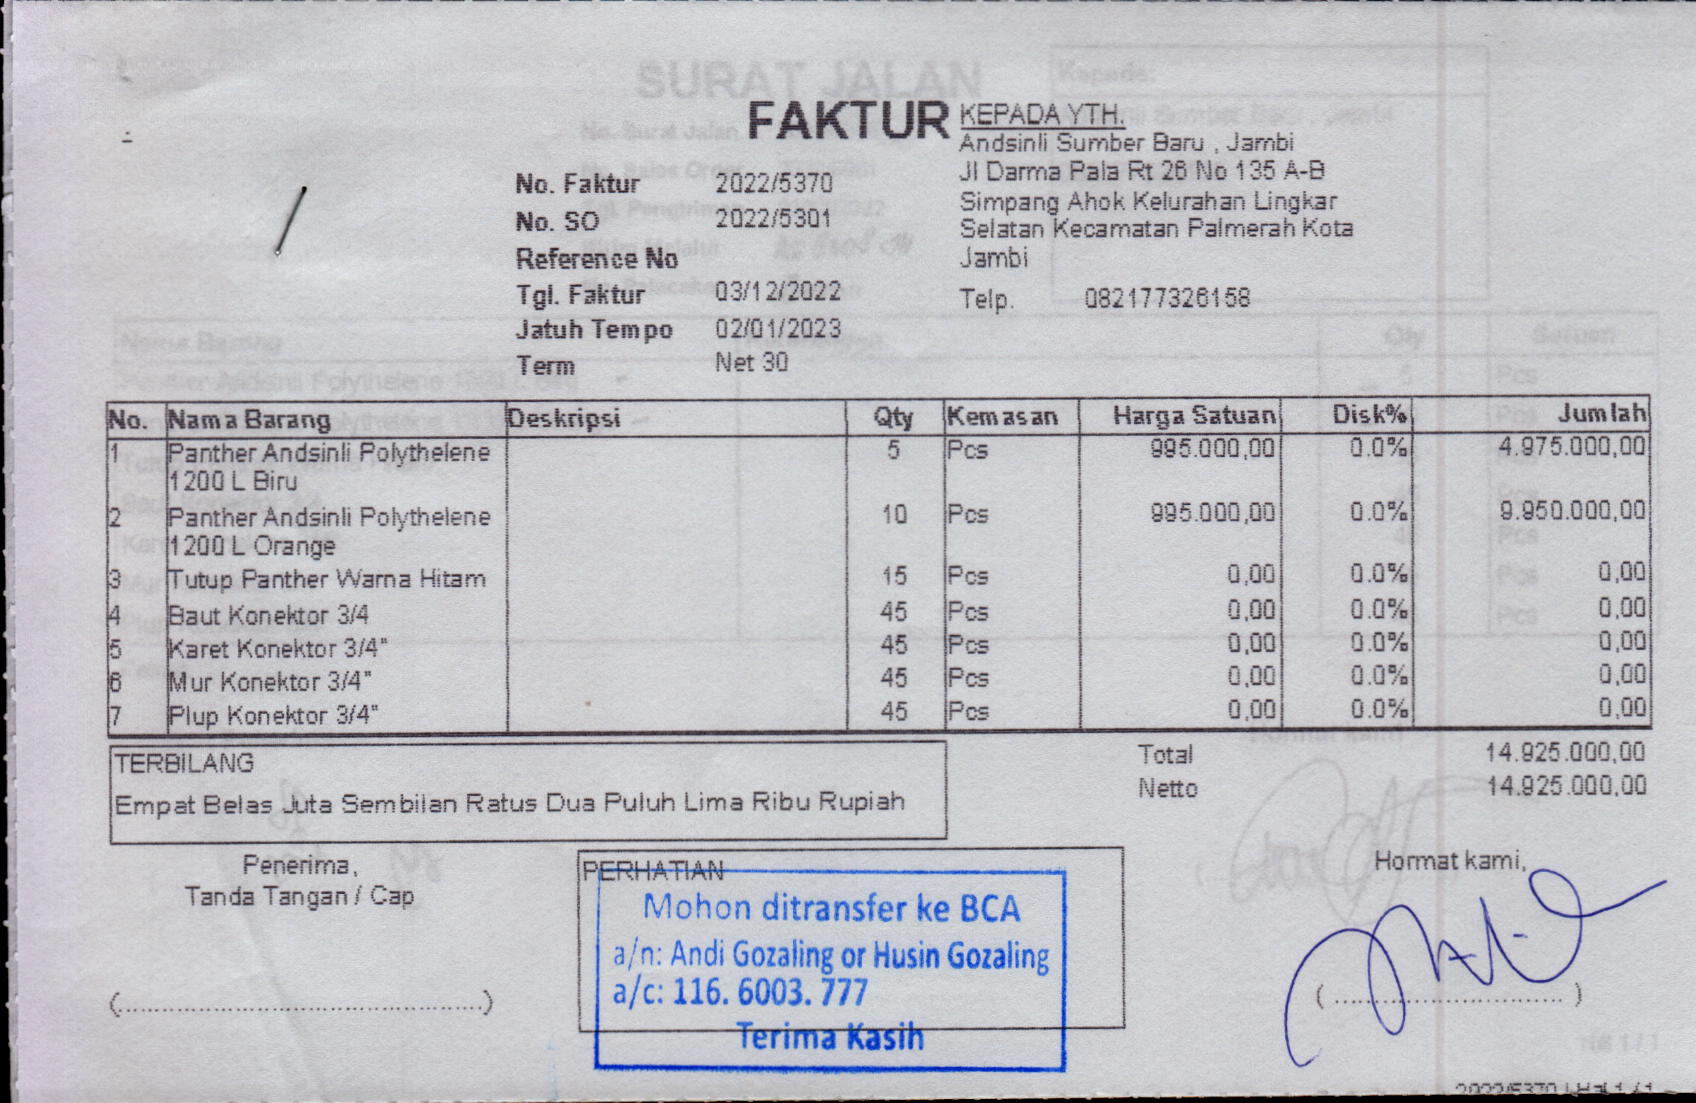 SURAT JALAN
Kepada:
FAKTUR
KEPADA YTH.
Andsinli Sumber Baru , Jambi
Jl Darma Pala Rt 26 No 135 A-B
Simpang Ahok Kelurahan Lingkar
Selatan Kecamatan Palmerah Kota
Jambi
Telp. 082177326158
No. Faktur 2022/5370
No. SO 2022/5301
Reference No
Tgl. Faktur 03/12/2022
Jatuh Tempo 02/01/2023
Term Net 30
No. Nama Barang Deskripsi Qty Kemasan Harga Satuan Disk% Jumlah
1 Panther Andsinli Polythelene 5 Pcs 995.000,00 0.0% 4.975.000,00
1200 L Biru
2 Panther Andsinli Polythelene 10 Pcs 995.000,00 0.0% 9.950.000,00
1200 L Orange
3 Tutup Panther Warna Hitam 15 Pcs 0,00 0.0% 0,00
4 Baut Konektor 3/4 45 Pcs 0,00 0.0% 0,00
5 Karet Konektor 3/4" 45 Pcs 0,00 0.0% 0,00
6 Mur Konektor 3/4" 45 Pcs 0,00 0.0% 0,00
7 Plup Konektor 3/4" 45 Pcs 0,00 0.0% 0,00
Total 14.925.000,00
Netto 14.925.000,00
TERBILANG
Empat Belas Juta Sembilan Ratus Dua Puluh Lima Ribu Rupiah
Penerima,
Tanda Tangan / Cap
(..............................................)
PERHATIAN
Mohon ditransfer ke BCA
a/n: Andi Gozaling or Husin Gozaling
a/c: 116. 6003. 777
Terima Kasih
Hormat kami,
( ............................. )
2022/5370 | Hal 1 / 1